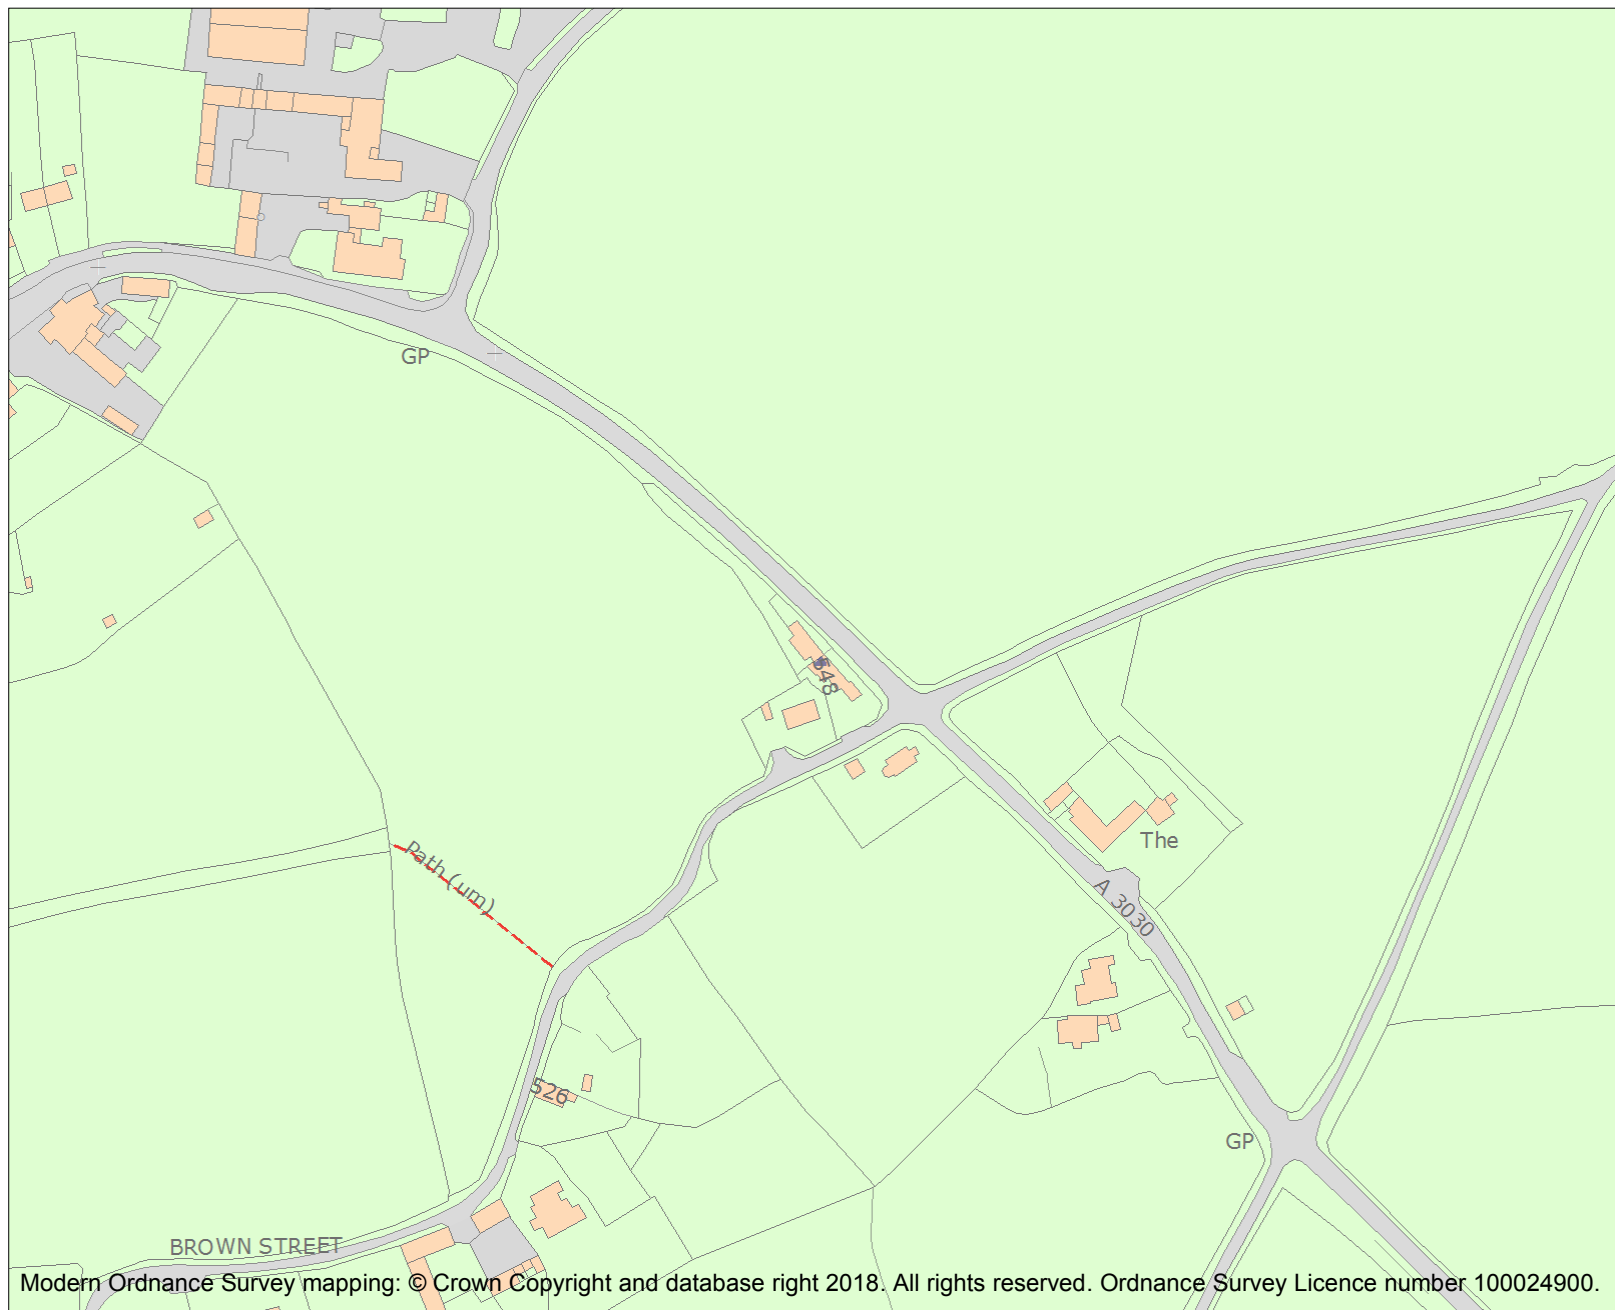 GP
548
The
Path (um)
A 3030
526
GP
BROWN STREET
Modern Ordnance Survey mapping: © Crown Copyright and database right 2018. All rights reserved. Ordnance Survey Licence number 100024900.